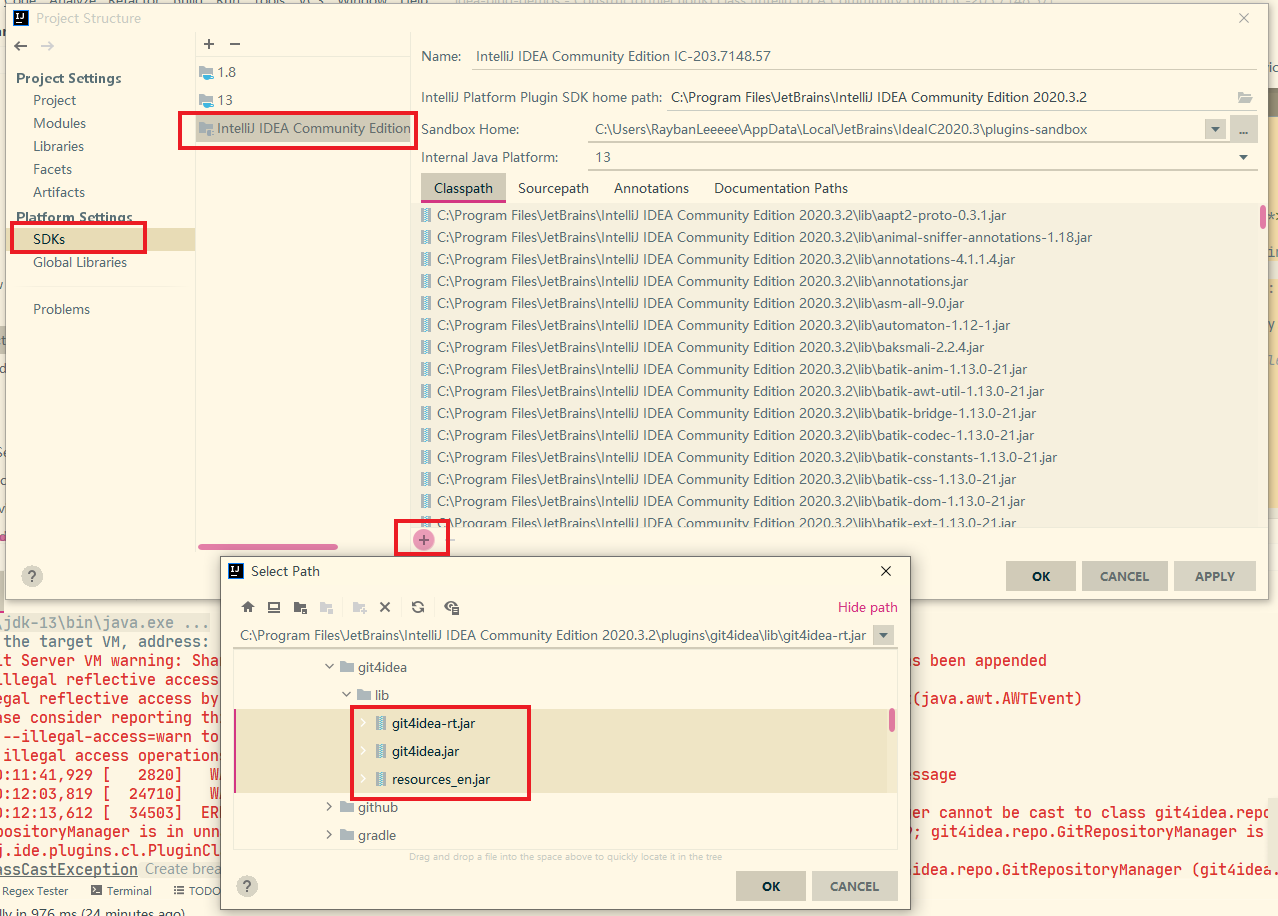 Project Structure
Project Settings
Project
Modules
Libraries
Facets
Artifacts
Platform Settings
SDKs
Global Libraries
Problems
1.8
13
IntelliJ IDEA Community Edition
Name: IntelliJ IDEA Community Edition IC-203.7148.57
IntelliJ Platform Plugin SDK home path: C:\Program Files\JetBrains\IntelliJ IDEA Community Edition 2020.3.2
Sandbox Home: C:\Users\RaybanLeeeee\AppData\Local\JetBrains\IdeaIC2020.3\plugins-sandbox
...
Internal Java Platform: 13
Classpath Sourcepath Annotations Documentation Paths
C:\Program Files\JetBrains\IntelliJ IDEA Community Edition 2020.3.2\lib\aapt2-proto-0.3.1.jar
C:\Program Files\JetBrains\IntelliJ IDEA Community Edition 2020.3.2\lib\animal-sniffer-annotations-1.18.jar
C:\Program Files\JetBrains\IntelliJ IDEA Community Edition 2020.3.2\lib\annotations-4.1.1.4.jar
C:\Program Files\JetBrains\IntelliJ IDEA Community Edition 2020.3.2\lib\annotations.jar
C:\Program Files\JetBrains\IntelliJ IDEA Community Edition 2020.3.2\lib\asm-all-9.0.jar
C:\Program Files\JetBrains\IntelliJ IDEA Community Edition 2020.3.2\lib\automaton-1.12-1.jar
C:\Program Files\JetBrains\IntelliJ IDEA Community Edition 2020.3.2\lib\baksmali-2.2.4.jar
C:\Program Files\JetBrains\IntelliJ IDEA Community Edition 2020.3.2\lib\batik-anim-1.13.0-21.jar
C:\Program Files\JetBrains\IntelliJ IDEA Community Edition 2020.3.2\lib\batik-awt-util-1.13.0-21.jar
C:\Program Files\JetBrains\IntelliJ IDEA Community Edition 2020.3.2\lib\batik-bridge-1.13.0-21.jar
C:\Program Files\JetBrains\IntelliJ IDEA Community Edition 2020.3.2\lib\batik-codec-1.13.0-21.jar
C:\Program Files\JetBrains\IntelliJ IDEA Community Edition 2020.3.2\lib\batik-constants-1.13.0-21.jar
C:\Program Files\JetBrains\IntelliJ IDEA Community Edition 2020.3.2\lib\batik-css-1.13.0-21.jar
C:\Program Files\JetBrains\IntelliJ IDEA Community Edition 2020.3.2\lib\batik-dom-1.13.0-21.jar
C:\Program Files\JetBrains\IntelliJ IDEA Community Edition 2020.3.2\lib\batik-ext-1.13.0-21.jar
?
OK CANCEL APPLY
Select Path
Hide path
C:\Program Files\JetBrains\IntelliJ IDEA Community Edition 2020.3.2\plugins\git4idea\lib\git4idea-rt.jar
git4idea
lib
git4idea-rt.jar
git4idea.jar
resources_en.jar
github
gradle
Drag and drop a file into the space above to quickly locate it in the tree
?
OK CANCEL
\jdk-13\bin\java.exe ...
the target VM, address:
t Server VM warning: Sha
s been appended
illegal reflective access
egal reflective access by
(java.awt.AWTEvent)
ase consider reporting th
--illegal-access=warn to
illegal access operations
:11:41,929 [ 2820] WA
ssage
:12:03,819 [ 24710] WA
:12:13,612 [ 34503] ERR
er cannot be cast to class git4idea.repo
positoryManager is in unn
; git4idea.repo.GitRepositoryManager is
j.ide.plugins.cl.PluginCl
assCastException Create brea
idea.repo.GitRepositoryManager (git4idea.
Regex Tester Terminal TODO
lly in 976 ms (24 minutes ago)